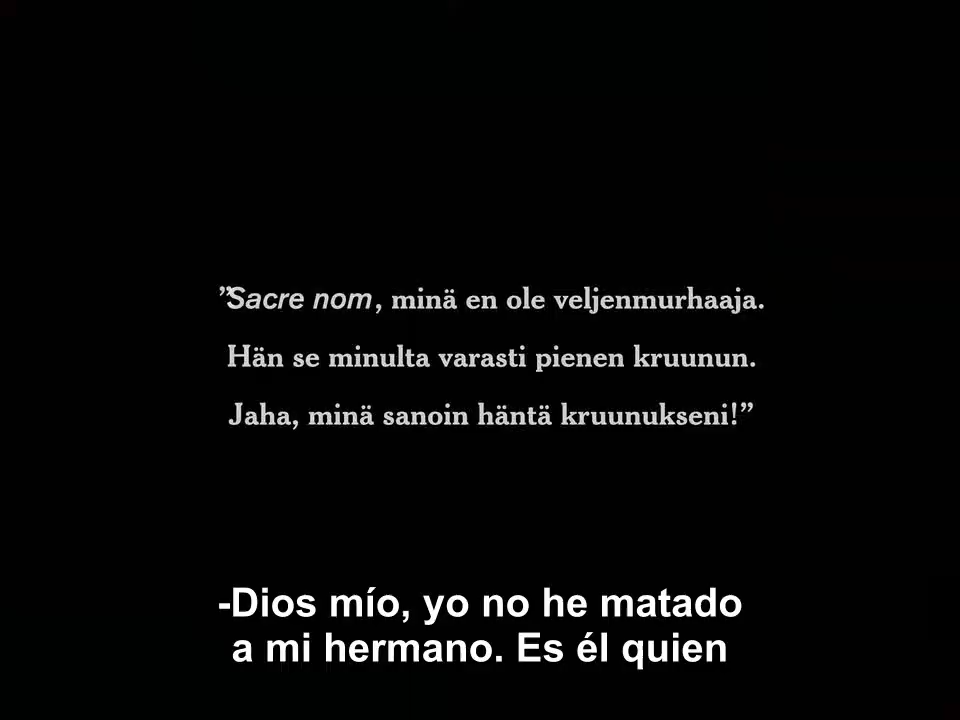 ”Sacre nom, minä en ole veljenmurhaaja.
Hän se minulta varasti pienen kruunun.
Jaha, minä sanoin häntä kruunukseni!”
-Dios mío, yo no he matado
a mi hermano. Es él quien